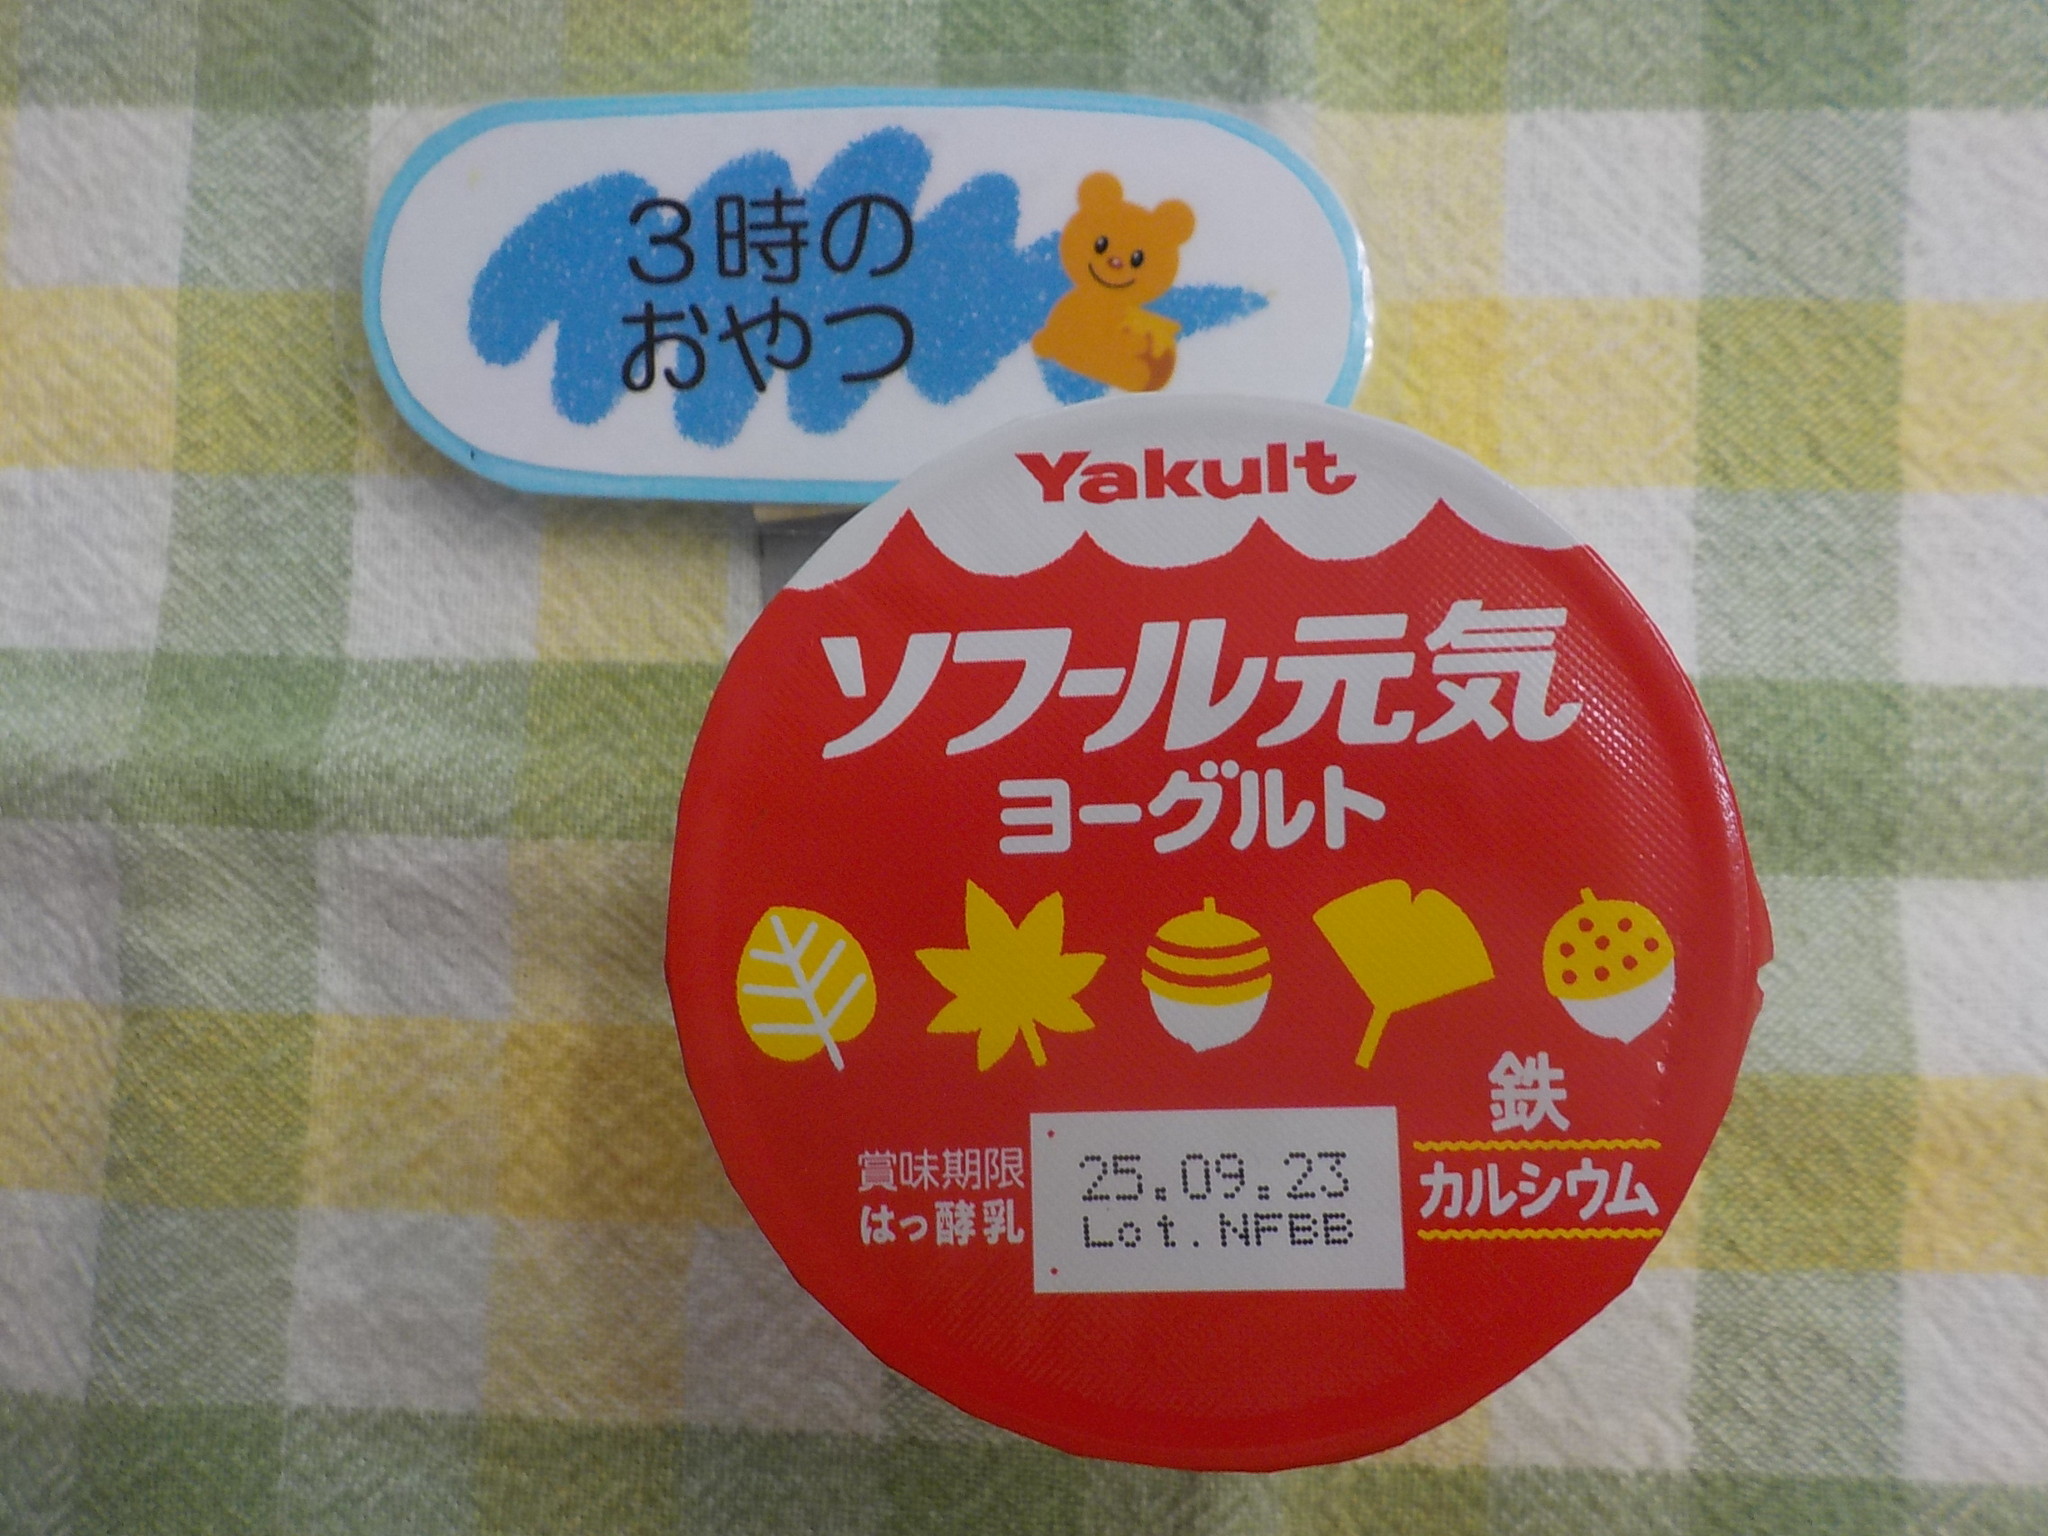 ３時の
おやつ
Yakult
ソフール元気
ヨーグルト
鉄
カルシウム
賞味期限
はっ酵乳
25.09.23
Lot.NFBB